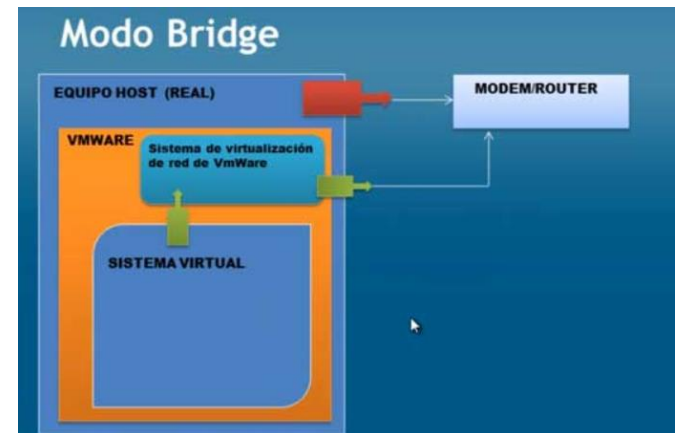 Modo Bridge
EQUIPO HOST (REAL)
MODEM/ROUTER
VMWARE
Sistema de virtualización
de red de VmWare
SISTEMA VIRTUAL